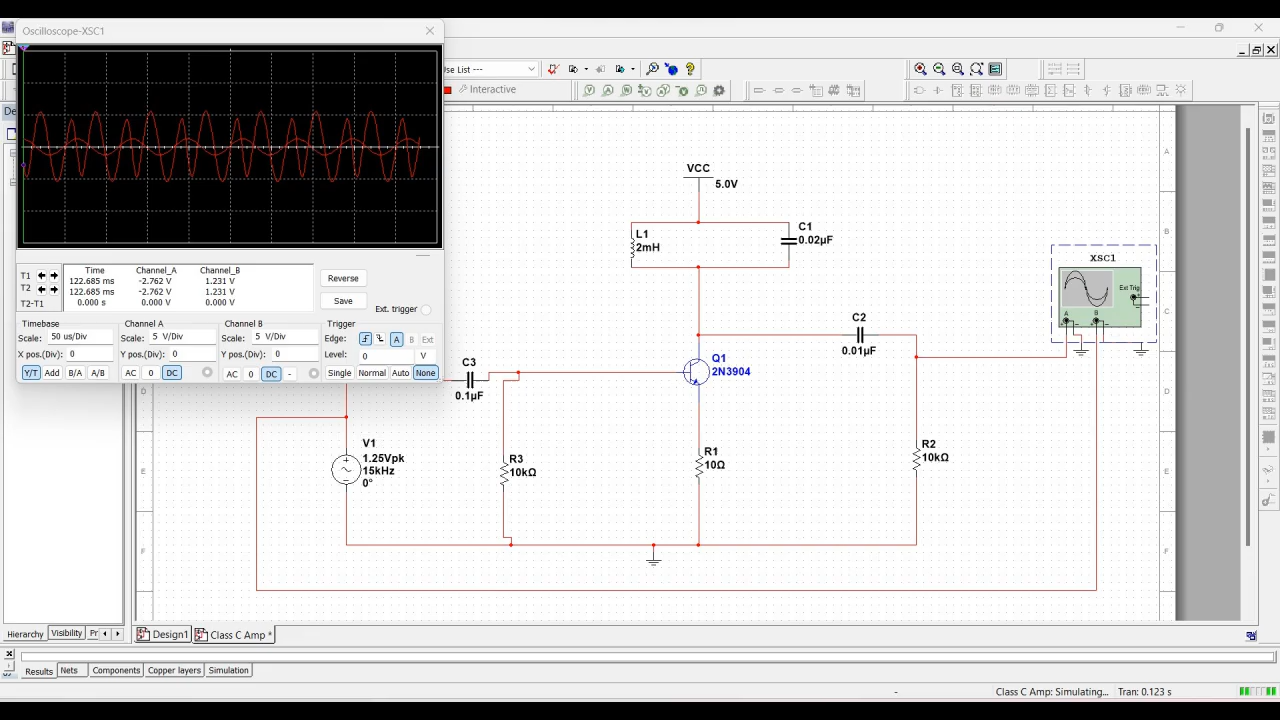 Oscilloscope-XSC1
Use List ---
Interactive
De
T1
T2
T2-T1
Time Channel_A Channel_B
122.685 ms -2.762 V 1.231 V
122.685 ms -2.762 V 1.231 V
0.000 s 0.000 V 0.000 V
Reverse
Save
Ext. trigger
Timebase
Scale: 50 us/Div
X pos.(Div): 0
Y/T Add B/A A/B
Channel A
Scale: 5 V/Div
Y pos.(Div): 0
AC 0 DC
Channel B
Scale: 5 V/Div
Y pos.(Div): 0
AC 0 DC -
Trigger
Edge: A B Ext
Level: 0 V
Single Normal Auto None
VCC
5.0V
L1
2mH
C1
0.02µF
C2
0.01µF
C3
0.1µF
Q1
2N3904
V1
1.25Vpk
15kHz
0°
R3
10kΩ
R1
10Ω
R2
10kΩ
XSC1
Ext Trig
A B
A
B
C
D
E
F
D
E
F
Hierarchy Visibility Pr
Design1 Class C Amp *
Results Nets Components Copper layers Simulation
- Class C Amp: Simulating... Tran: 0.123 s